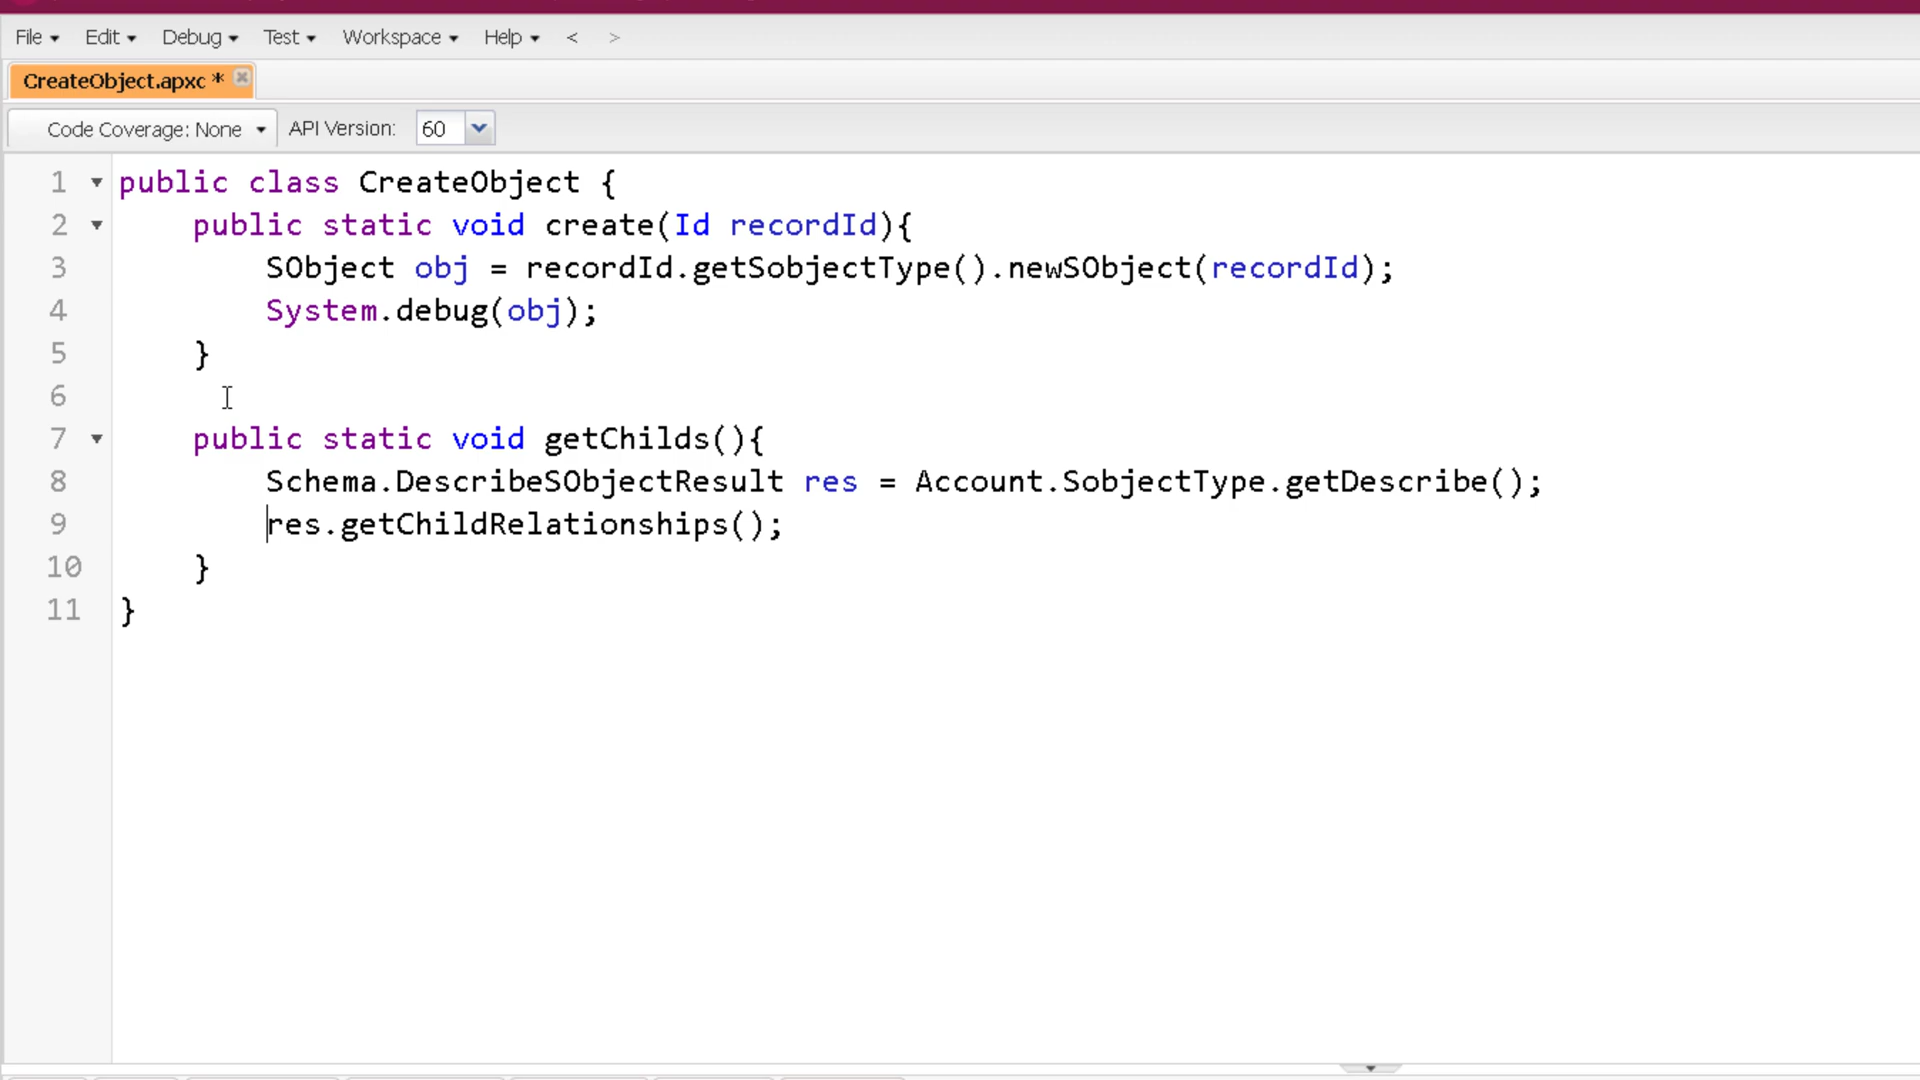 File Edit Debug Test Workspace Help < >
CreateObject.apxc *
Code Coverage: None API Version: 60
1 public class CreateObject {
2 public static void create(Id recordId){
3 SObject obj = recordId.getSobjectType().newSObject(recordId);
4 System.debug(obj);
5 }
6
7 public static void getChilds(){
8 Schema.DescribeSObjectResult res = Account.SobjectType.getDescribe();
9 res.getChildRelationships();
10 }
11 }